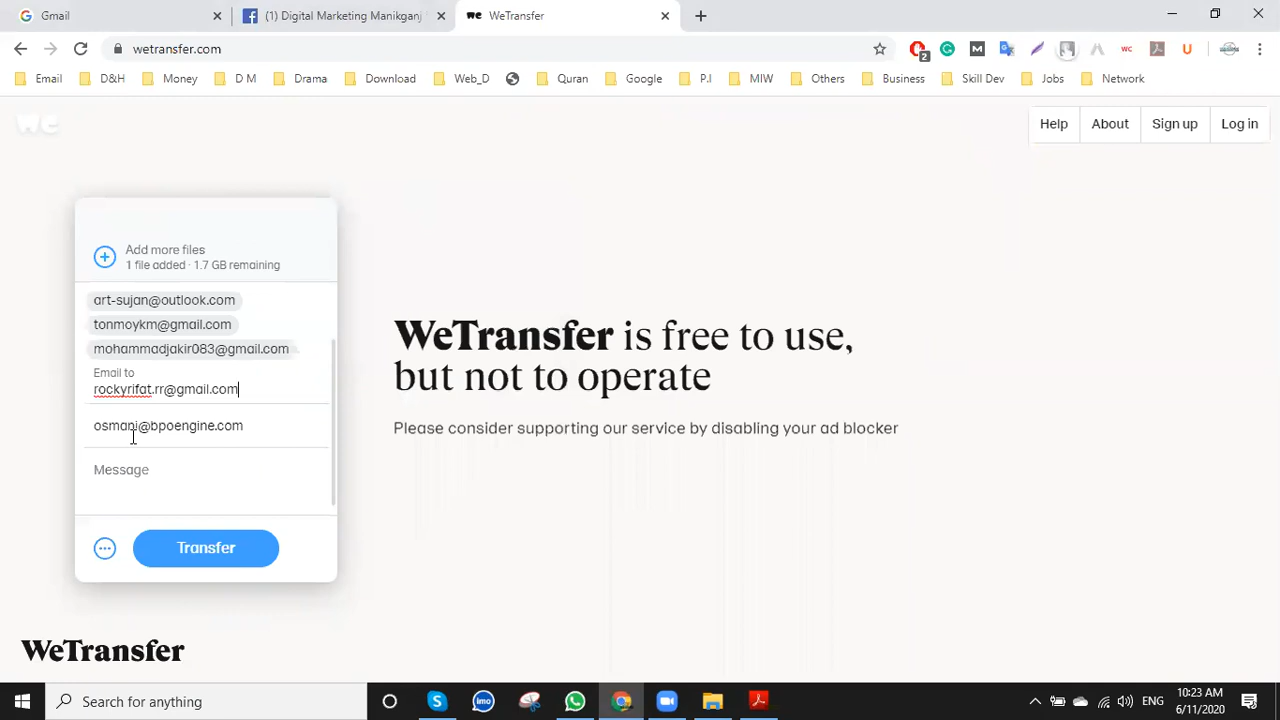 Gmail
(1) Digital Marketing Manikganj
WeTransfer
wetransfer.com
2
Email
D&H
Money
D M
Drama
Download
Web_D
Quran
Google
P.I
MIW
Others
Business
Skill Dev
Jobs
Network
we
Help
About
Sign up
Log in
Add more files
1 file added · 1.7 GB remaining
art-sujan@outlook.com
tonmoykm@gmail.com
mohammadjakir083@gmail.com
Email to
rockyrifat.rr@gmail.com
osmani@bpoengine.com
Message
Transfer
WeTransfer is free to use,
but not to operate
Please consider supporting our service by disabling your ad blocker
WeTransfer
Search for anything
ENG
10:23 AM
6/11/2020